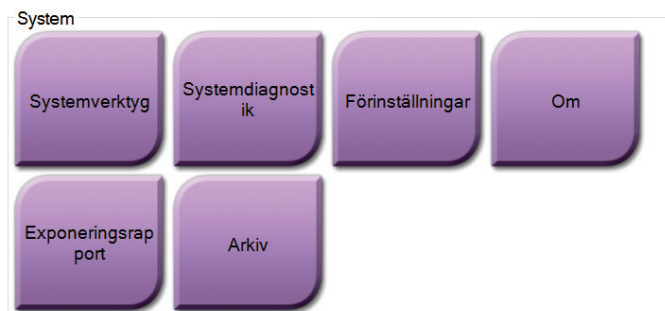 System
Systemverktyg
Systemdiagnost
ik
Förinställningar
Om
Exponeringsrap
port
Arkiv